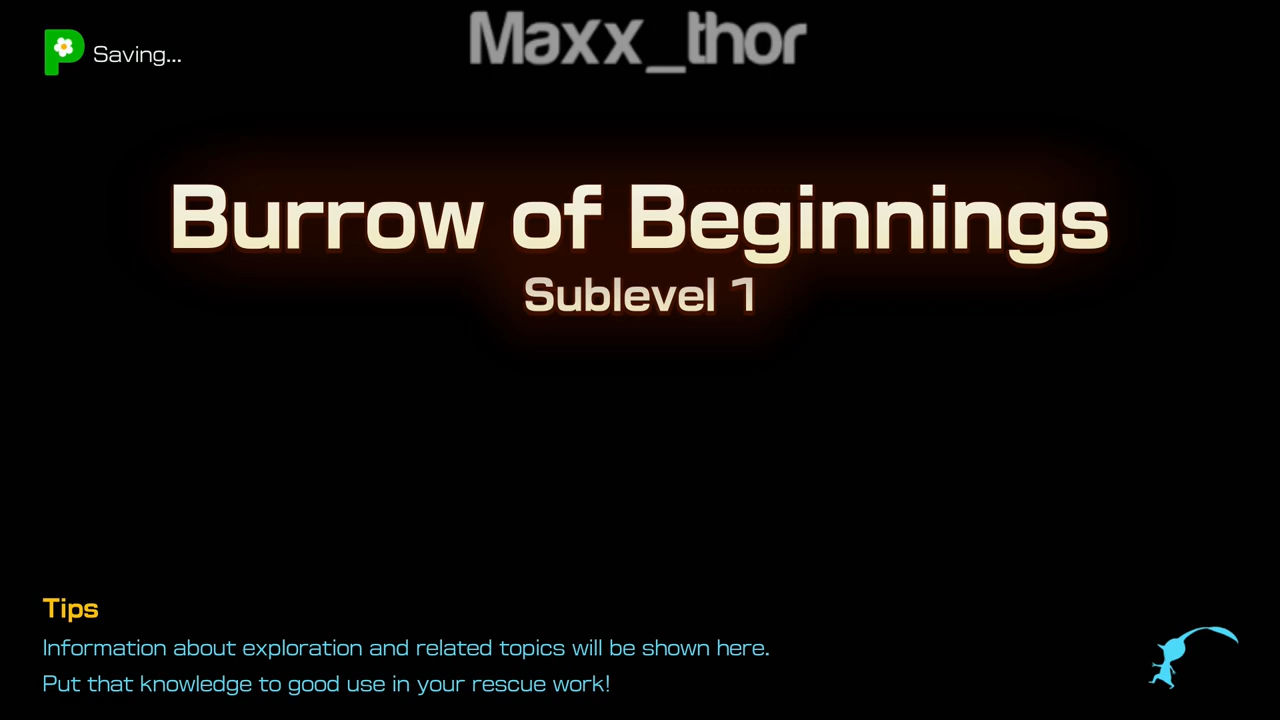 Saving...
Maxx_thor
Burrow of Beginnings
Sublevel 1
Tips
Information about exploration and related topics will be shown here.
Put that knowledge to good use in your rescue work!